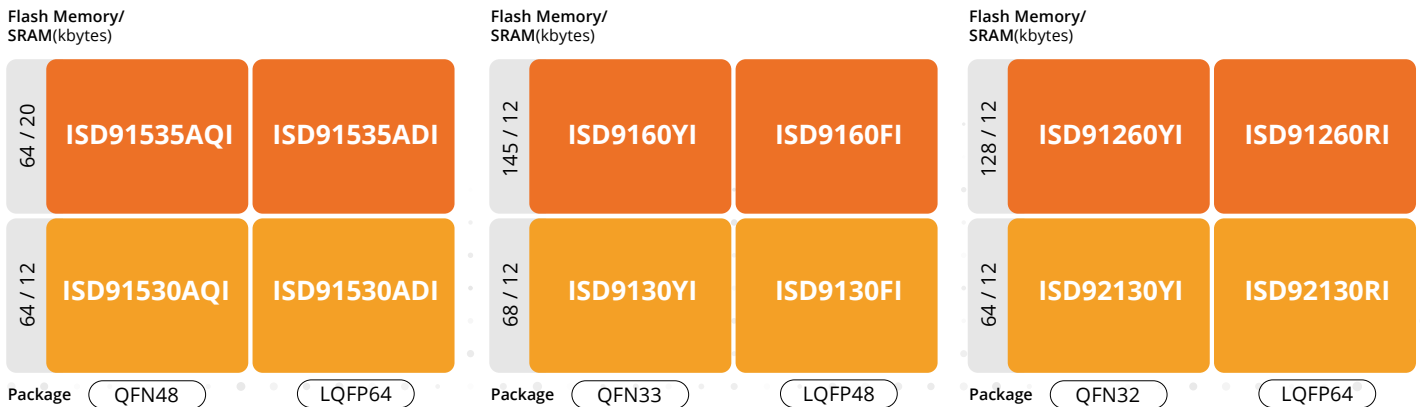 Flash Memory/
SRAM(kbytes)
64 / 20
ISD91535AQI
ISD91535ADI
64 / 12
ISD91530AQI
ISD91530ADI
Package
QFN48
LQFP64
Flash Memory/
SRAM(kbytes)
145 / 12
ISD9160YI
ISD9160FI
68 / 12
ISD9130YI
ISD9130FI
Package
QFN33
LQFP48
Flash Memory/
SRAM(kbytes)
128 / 12
ISD91260YI
ISD91260RI
64 / 12
ISD92130YI
ISD92130RI
Package
QFN32
LQFP64